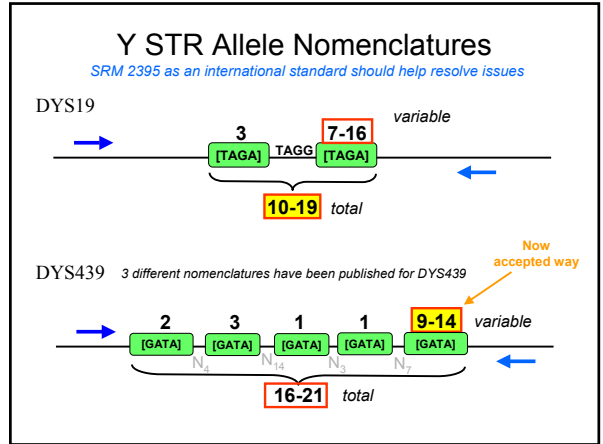 Y STR Allele Nomenclatures
SRM 2395 as an international standard should help resolve issues
DYS19
3
7-16
variable
[TAGA]
TAGG
[TAGA]
10-19
total
Now
accepted way
DYS439
3 different nomenclatures have been published for DYS439
2
3
1
1
9-14
variable
[GATA]
[GATA]
[GATA]
[GATA]
[GATA]
N4
N14
N3
N7
16-21
total